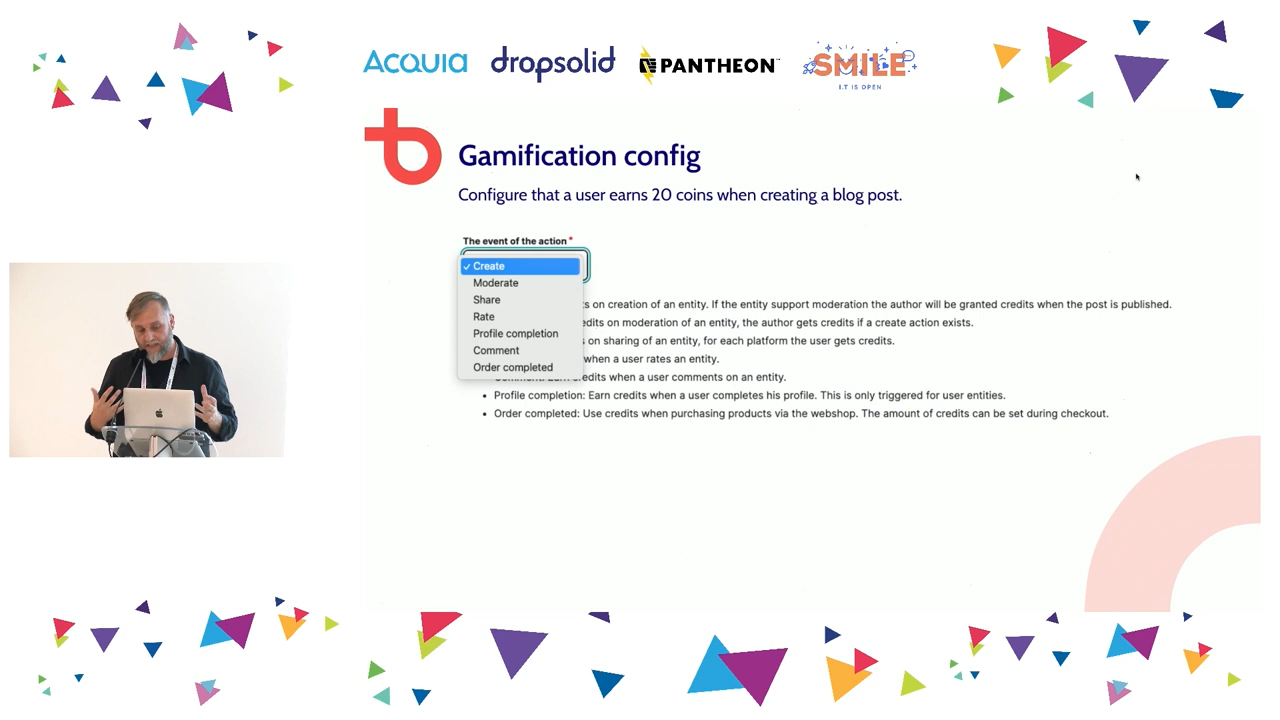 ACQUIA dropsolid PANTHEON SMILE
I.T IS OPEN
Gamification config
Configure that a user earns 20 coins when creating a blog post.
The event of the action *
Create
Moderate
Share
Rate
Profile completion
Comment
Order completed
s on creation of an entity. If the entity support moderation the author will be granted credits when the post is published.
edits on moderation of an entity, the author gets credits if a create action exists.
s on sharing of an entity, for each platform the user gets credits.
when a user rates an entity.
credits when a user comments on an entity.
• Profile completion: Earn credits when a user completes his profile. This is only triggered for user entities.
• Order completed: Use credits when purchasing products via the webshop. The amount of credits can be set during checkout.